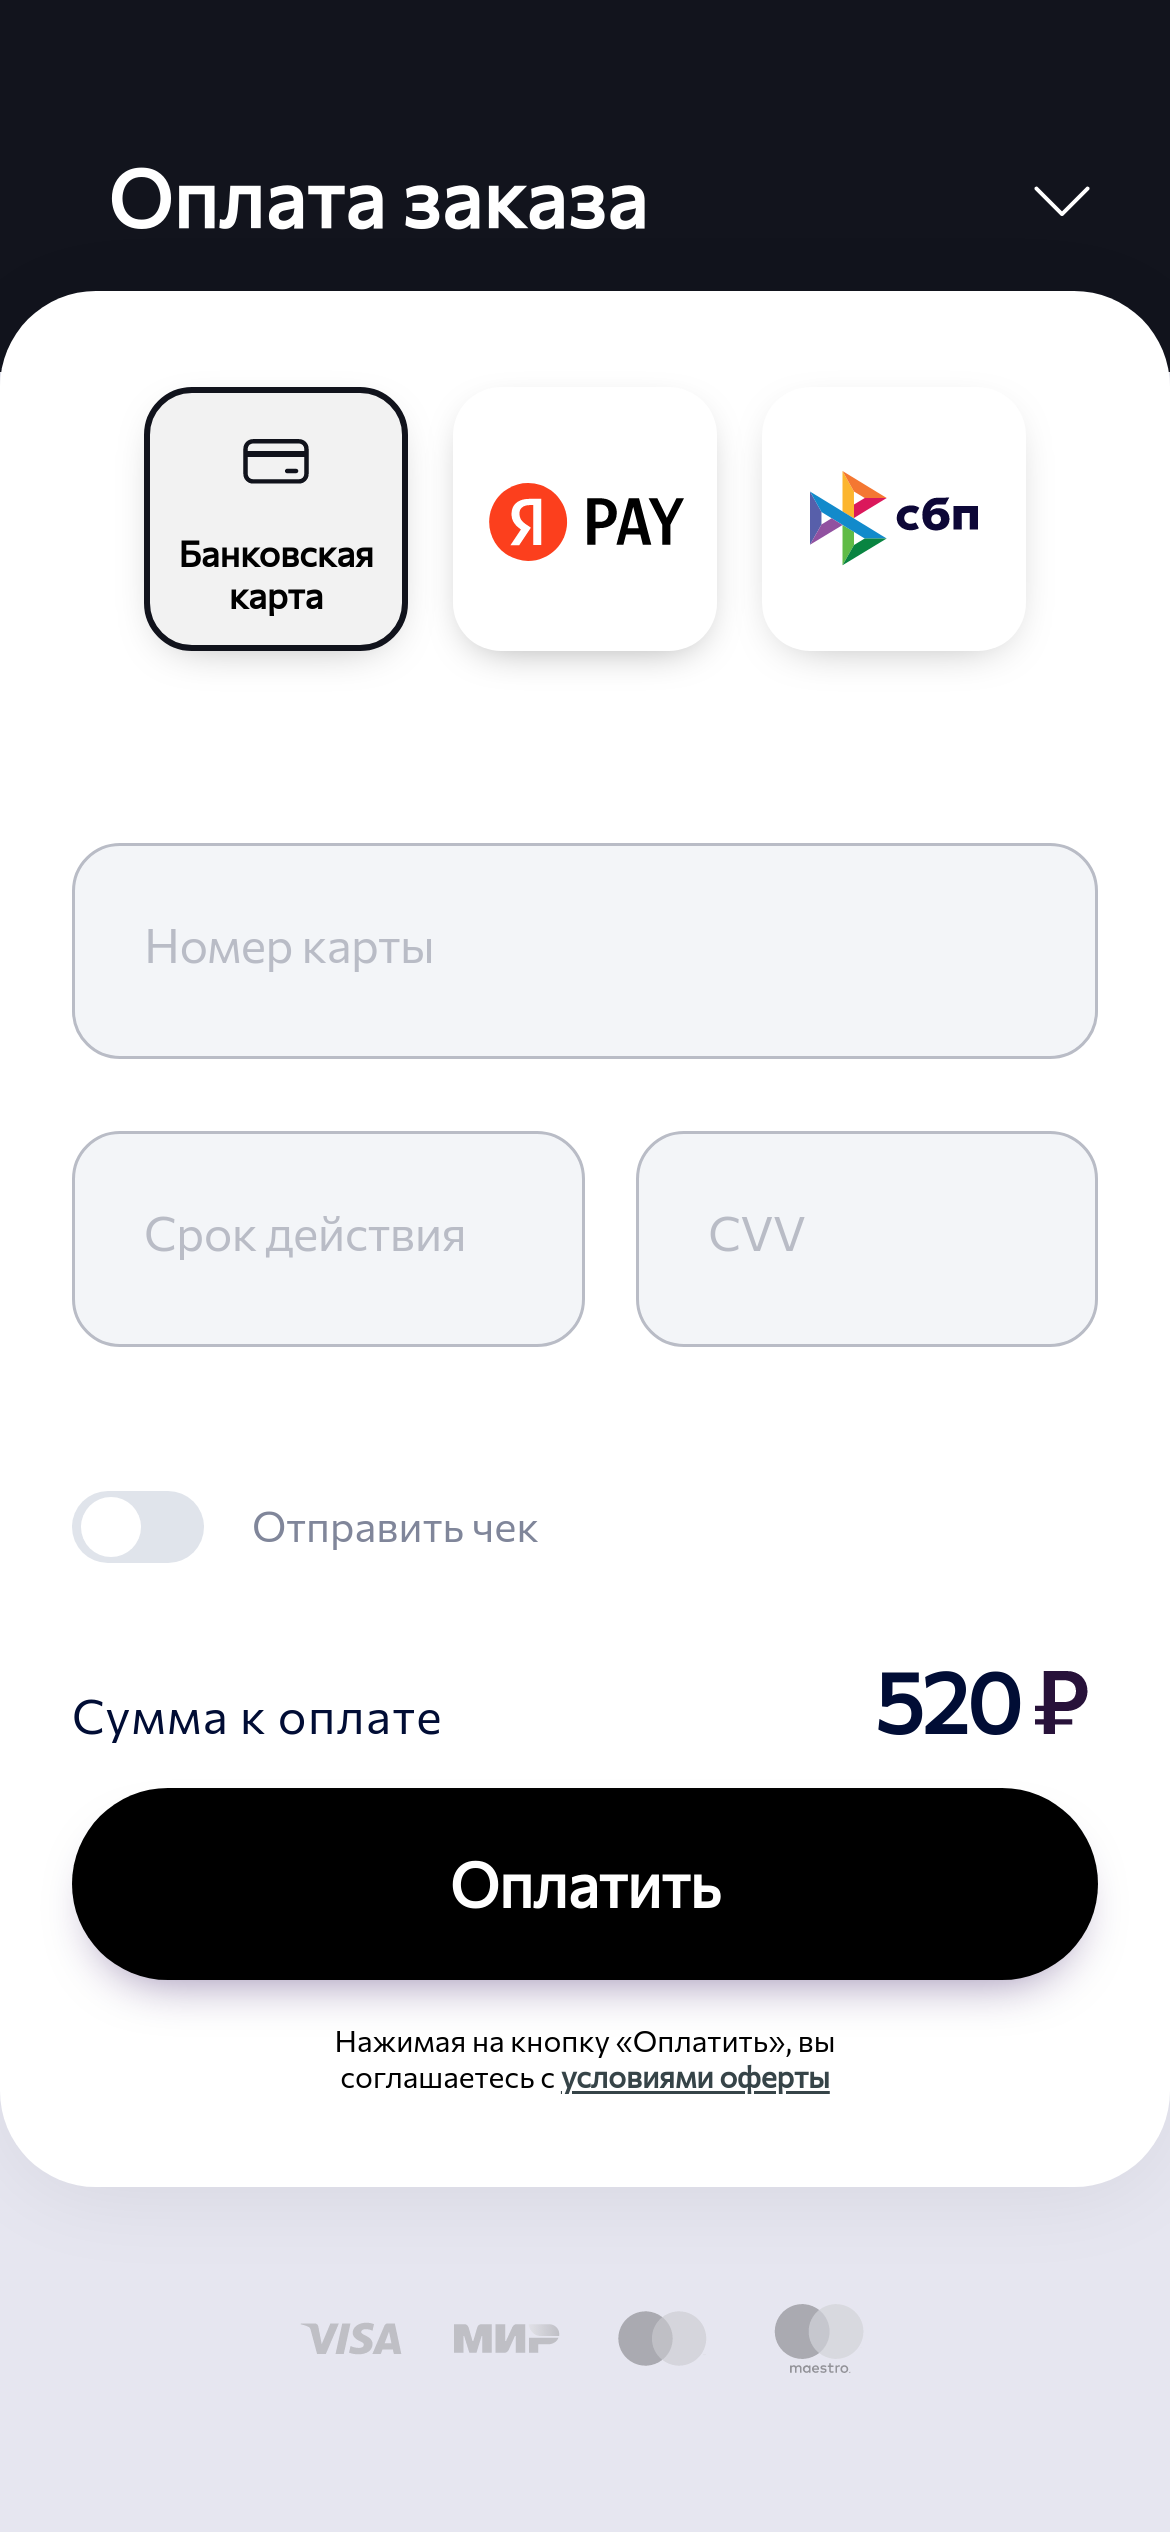 Оплата заказа
Банковская
карта
Я PAY
сбп
Номер карты
Срок действия
CVV
Отправить чек
Сумма к оплате
520 ₽
Оплатить
Нажимая на кнопку «Оплатить», вы
соглашаетесь с условиями оферты
VISA
МИР
maestro.